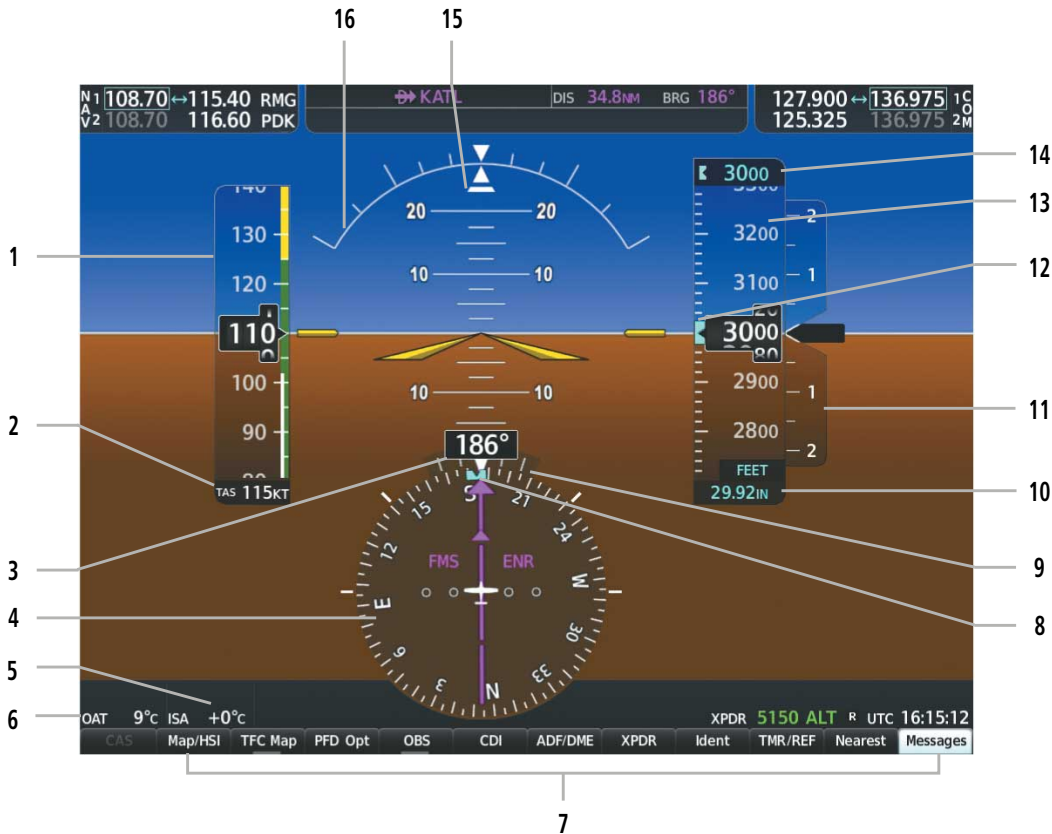 16 15
N 1 108.70 ↔ 115.40 RMG
A
V 2 108.70 116.60 PDK
KATL DIS 34.8NM BRG 186°
127.900 ↔ 136.975 1 C
O
125.325 136.975 2 M
14
13
12
1
2
3
4
5
6
11
10
9
8
140
130
120
110
100
90
80
TAS 115KT
20 20
10 10
10 10
3000
3300
3200
3100
3000
20
80
2900
2800
FEET
29.92IN
2
1
1
2
186°
S 21 24 W 30 33 N 3 6 E 12 15
FMS ENR
OAT 9°C ISA +0°C
XPDR 5150 ALT R UTC 16:15:12
CAS Map/HSI TFC Map PFD Opt OBS CDI ADF/DME XPDR Ident TMR/REF Nearest Messages
7